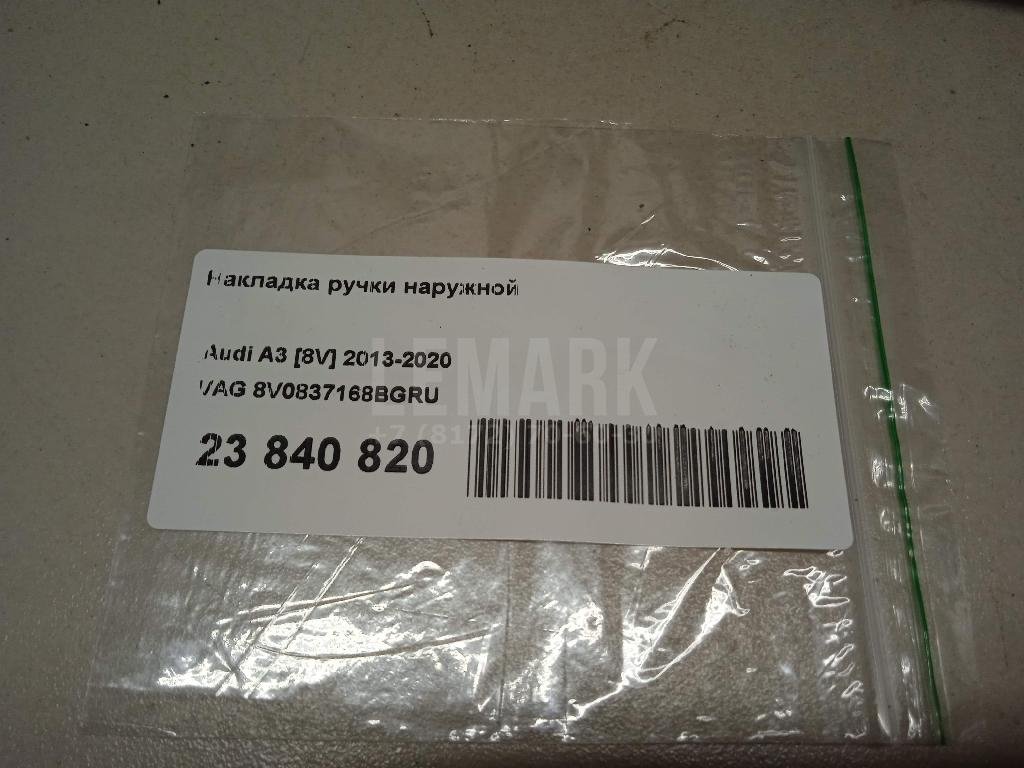 Накладка ручки наружной
Audi A3 [8V] 2013-2020
VAG 8V0837168BGRU
LEMARK
23 840 820